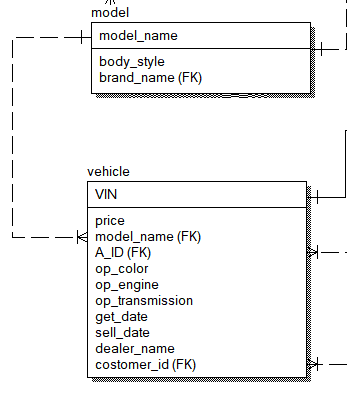 model
model_name
body_style
brand_name (FK)
vehicle
VIN
price
model_name (FK)
A_ID (FK)
op_color
op_engine
op_transmission
get_date
sell_date
dealer_name
costomer_id (FK)